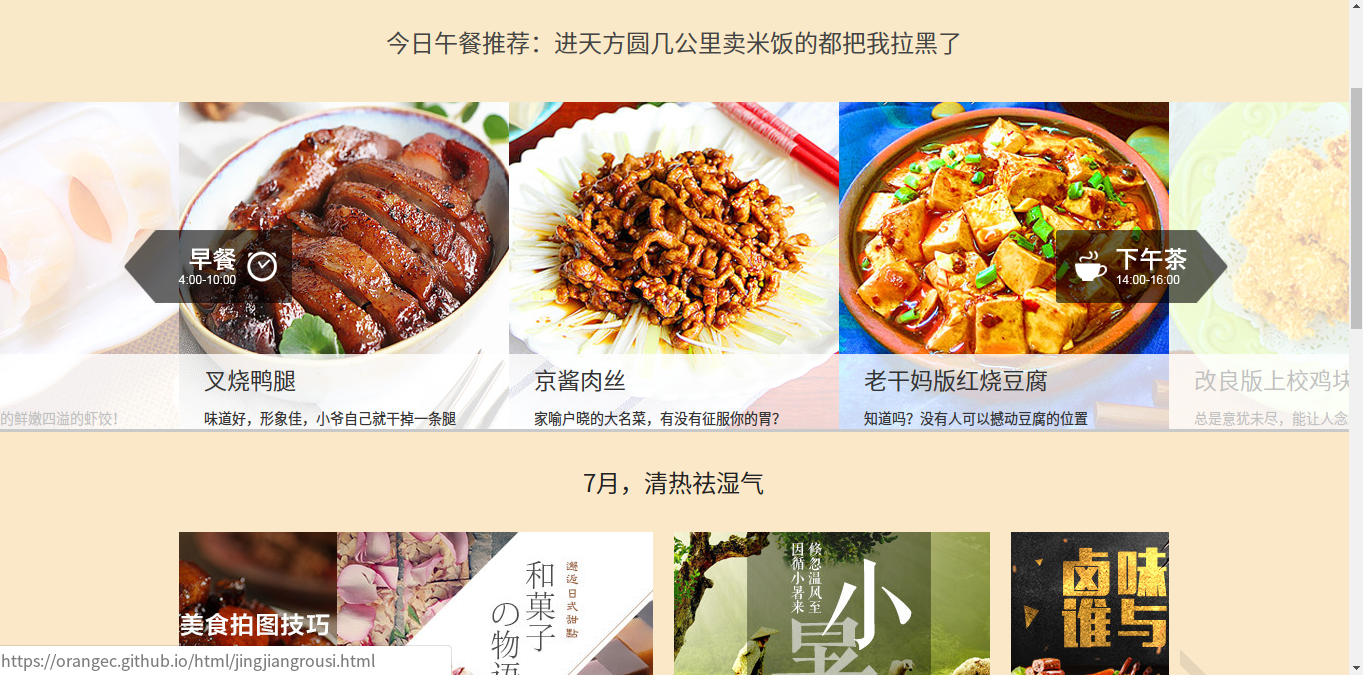 今日午餐推荐：进天方圆几公里卖米饭的都把我拉黑了
早餐
4:00-10:00
下午茶
14:00-16:00
的鲜嫩四溢的虾饺！
叉烧鸭腿
味道好，形象佳，小爷自己就干掉一条腿
京酱肉丝
家喻户晓的大名菜，有没有征服你的胃？
老干妈版红烧豆腐
知道吗？没有人可以撼动豆腐的位置
改良版上校鸡块
总是意犹未尽，能让人念
7月，清热祛湿气
美食拍图技巧
邂逅日式甜點
和菓子
の物语
倏忽温风至
因循小暑来
小
暑
卤味
谁与
https://orangec.github.io/html/jingjiangrousi.html